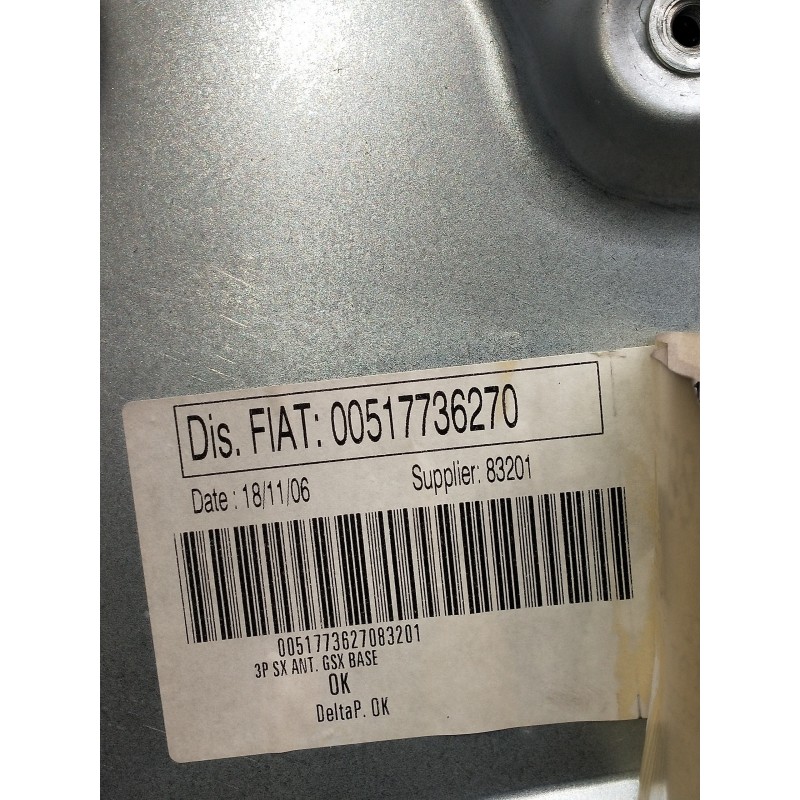 Dis. FIAT: 00517736270
Date : 18/11/06 Supplier: 83201
0051773627083201
3P SX ANT. GSX BASE
OK
DeltaP. OK